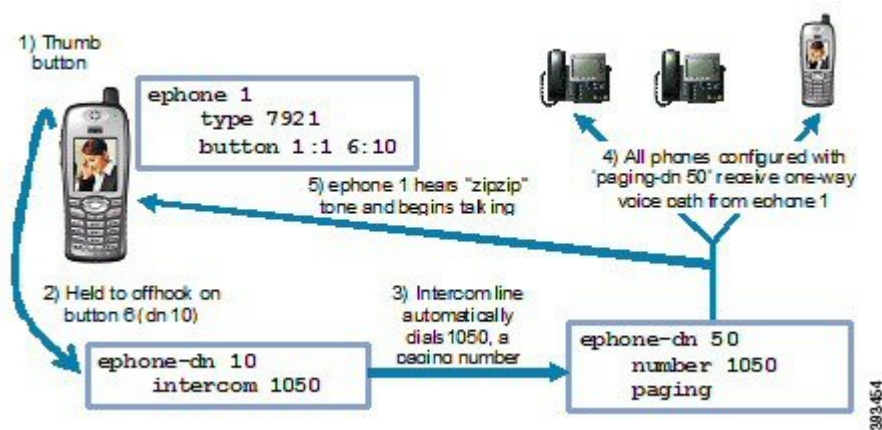 1) Thumb
button
ephone 1
type 7921
button 1:1 6:10
2) Held to offhook on
button 6(dn 10)
ephone-dn 10
intercom 1050
3) Intercom line
automatically
dials 1050, a
paging number
ephone-dn 50
number 1050
paging
4) All phones configured with
'paging-dn 50' receive one-way
voice path from ephone 1
5) ephone 1 hears "zipzip"
tone and begins talking
393454